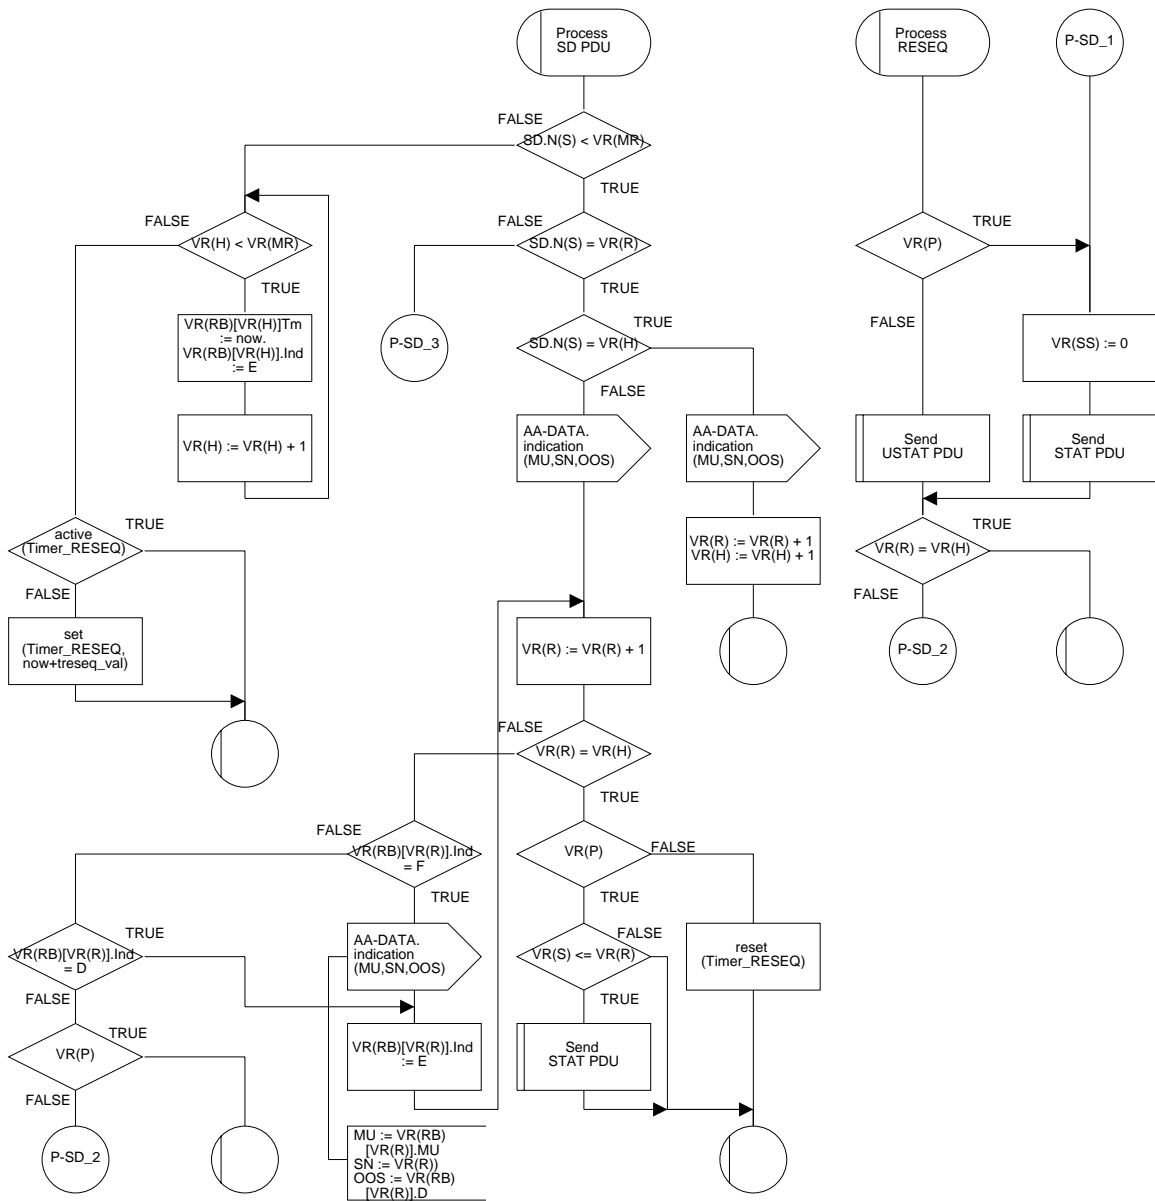 Process
SD PDU
Process
RESEQ
P-SD_1
FALSE
SD.N(S) < VR(MR)
TRUE
FALSE
VR(H) < VR(MR)
TRUE
FALSE
SD.N(S) = VR(R)
TRUE
TRUE
VR(P)
FALSE
VR(RB)[VR(H)]Tm
:= now.
VR(RB)[VR(H)].Ind
:= E
P-SD_3
TRUE
SD.N(S) = VR(H)
FALSE
VR(SS) := 0
VR(H) := VR(H) + 1
AA-DATA.
indication
(MU,SN,OOS)
AA-DATA.
indication
(MU,SN,OOS)
Send
USTAT PDU
Send
STAT PDU
active
(Timer_RESEQ)
TRUE
FALSE
VR(R) := VR(R) + 1
VR(H) := VR(H) + 1
TRUE
VR(R) = VR(H)
FALSE
set
(Timer_RESEQ,
now+treseq_val)
VR(R) := VR(R) + 1
P-SD_2
FALSE
VR(R) = VR(H)
TRUE
FALSE
VR(RB)[VR(R)].Ind
= F
TRUE
VR(P)
FALSE
TRUE
VR(RB)[VR(R)].Ind
= D
TRUE
FALSE
AA-DATA.
indication
(MU,SN,OOS)
VR(S) <= VR(R)
FALSE
TRUE
reset
(Timer_RESEQ)
VR(P)
TRUE
FALSE
VR(RB)[VR(R)].Ind
:= E
Send
STAT PDU
P-SD_2
MU := VR(RB)
[VR(R)].MU
SN := VR(R))
OOS := VR(RB)
[VR(R)].D